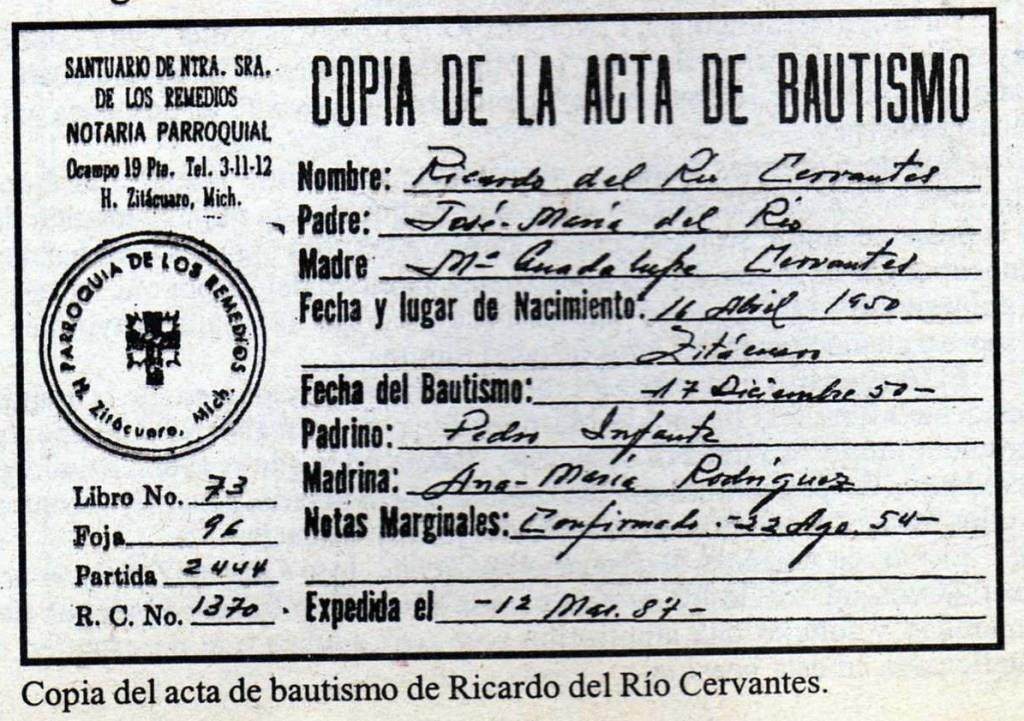 SANTUARIO DE NTRA. SRA.
DE LOS REMEDIOS
NOTARIA PARROQUIAL
Ocampo 19 Pte. Tel. 3-11-12
H. Zitácuaro, Mich.
PARROQUIA DE LOS REMEDIOS
H. Zitácuaro, Mich.
Libro No. 73
Foja 96
Partida 2444
R. C. No. 1370
COPIA DE LA ACTA DE BAUTISMO
Nombre: Ricardo del Río Cervantes
Padre: José-María del Río
Madre Mª Guadalupe Cervantes
Fecha y lugar de Nacimiento: 16 Abril 1950
Zitácuaro
Fecha del Bautismo: -17 Diciembre 50-
Padrino: Pedro Infante
Madrina: Ana-María Rodríguez
Notas Marginales: Confirmado.-22 Ago. 54-
Expedida el -12 Mar. 87-
Copia del acta de bautismo de Ricardo del Río Cervantes.